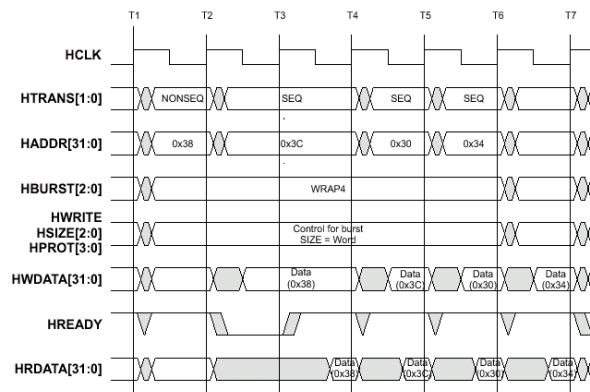 T1 T2 T3 T4 T5 T6 T7
HCLK
HTRANS[1:0] NONSEQ SEQ SEQ SEQ
HADDR[31:0] 0x38 0x3C 0x30 0x34
HBURST[2:0] WRAP4
HWRITE
HSIZE[2:0] Control for burst
HPROT[3:0] SIZE = Word
HWDATA[31:0] Data Data Data Data
(0x38) (0x3C) (0x30) (0x34)
HREADY
HRDATA[31:0] Data Data Data Data
(0x38) (0x3C) (0x30) (0x34)